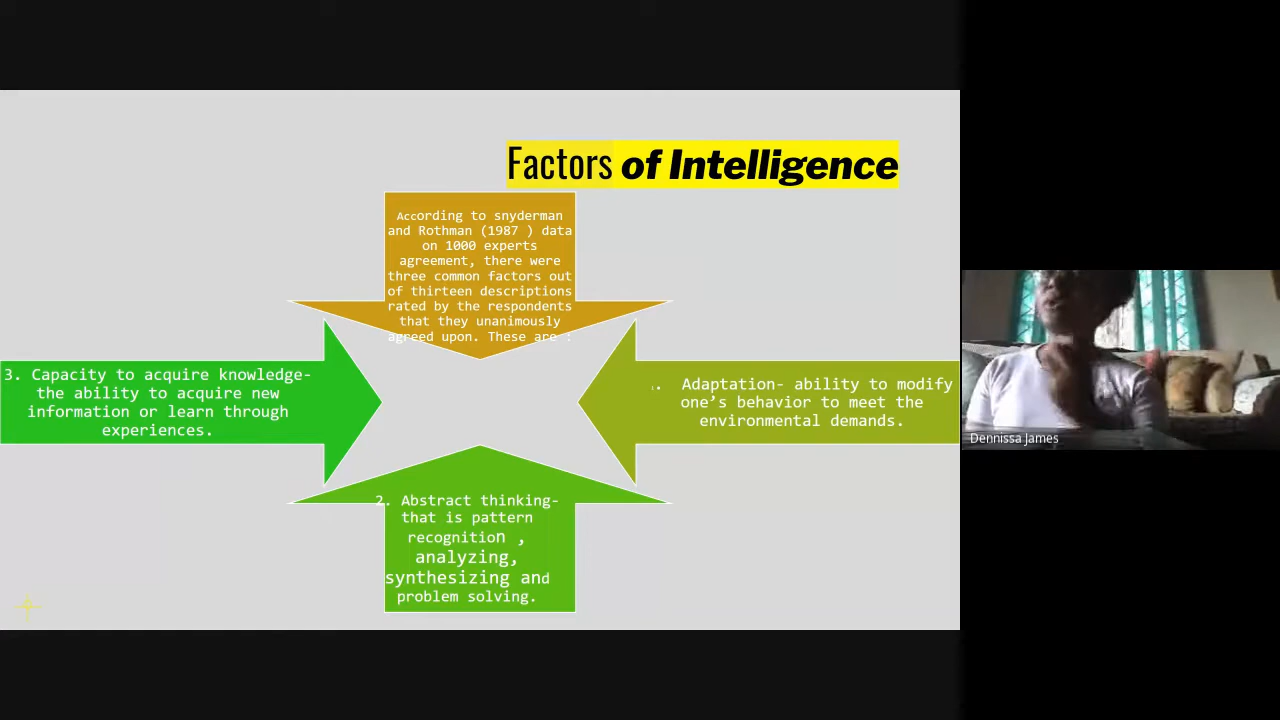 Factors of Intelligence
According to snyderman
and Rothman (1987 ) data
on 1000 experts
agreement, there were
three common factors out
of thirteen descriptions
rated by the respondents
that they unanimously
agreed upon. These are :
. Adaptation- ability to modify
one’s behavior to meet the
environmental demands.
2. Abstract thinking-
that is pattern
recognition ,
analyzing,
synthesizing and
problem solving.
3. Capacity to acquire knowledge-
the ability to acquire new
information or learn through
experiences.
Dennissa James